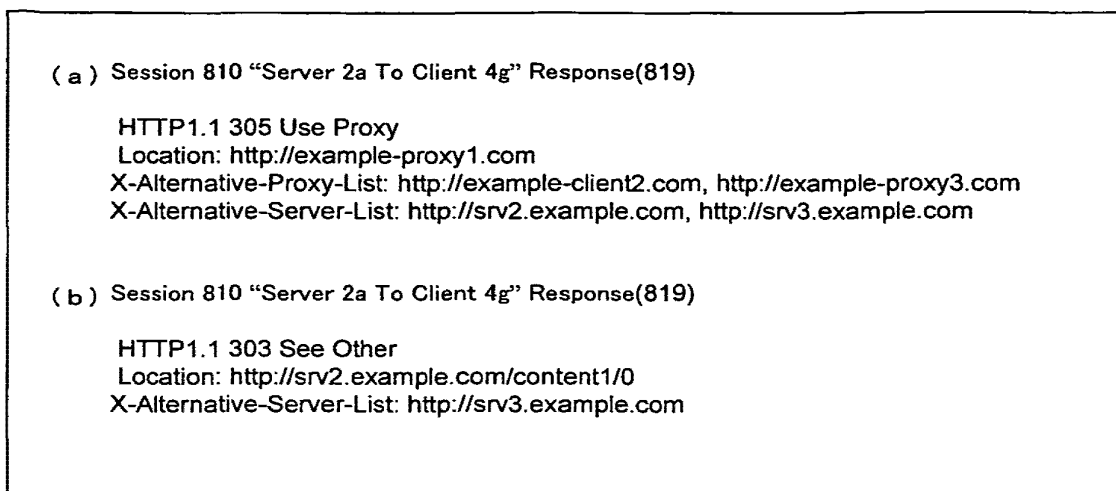 (a) Session 810 “Server 2a To Client 4g” Response(819)
HTTP1.1 305 Use Proxy
Location: http://example-proxy1.com
X-Alternative-Proxy-List: http://example-client2.com, http://example-proxy3.com
X-Alternative-Server-List: http://srv2.example.com, http://srv3.example.com
(b) Session 810 “Server 2a To Client 4g” Response(819)
HTTP1.1 303 See Other
Location: http://srv2.example.com/content1/0
X-Alternative-Server-List: http://srv3.example.com